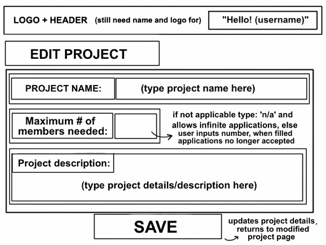 LOGO + HEADER (still need name and logo for) "Hello! (username)"
EDIT PROJECT
PROJECT NAME: (type project name here)
Maximum # of
members needed:
if not applicable type: 'n/a' and
allows infinite applications, else
user inputs number, when filled
applications no longer accepted
Project description:
(type project details/description here)
SAVE
updates project details,
returns to modified
project page